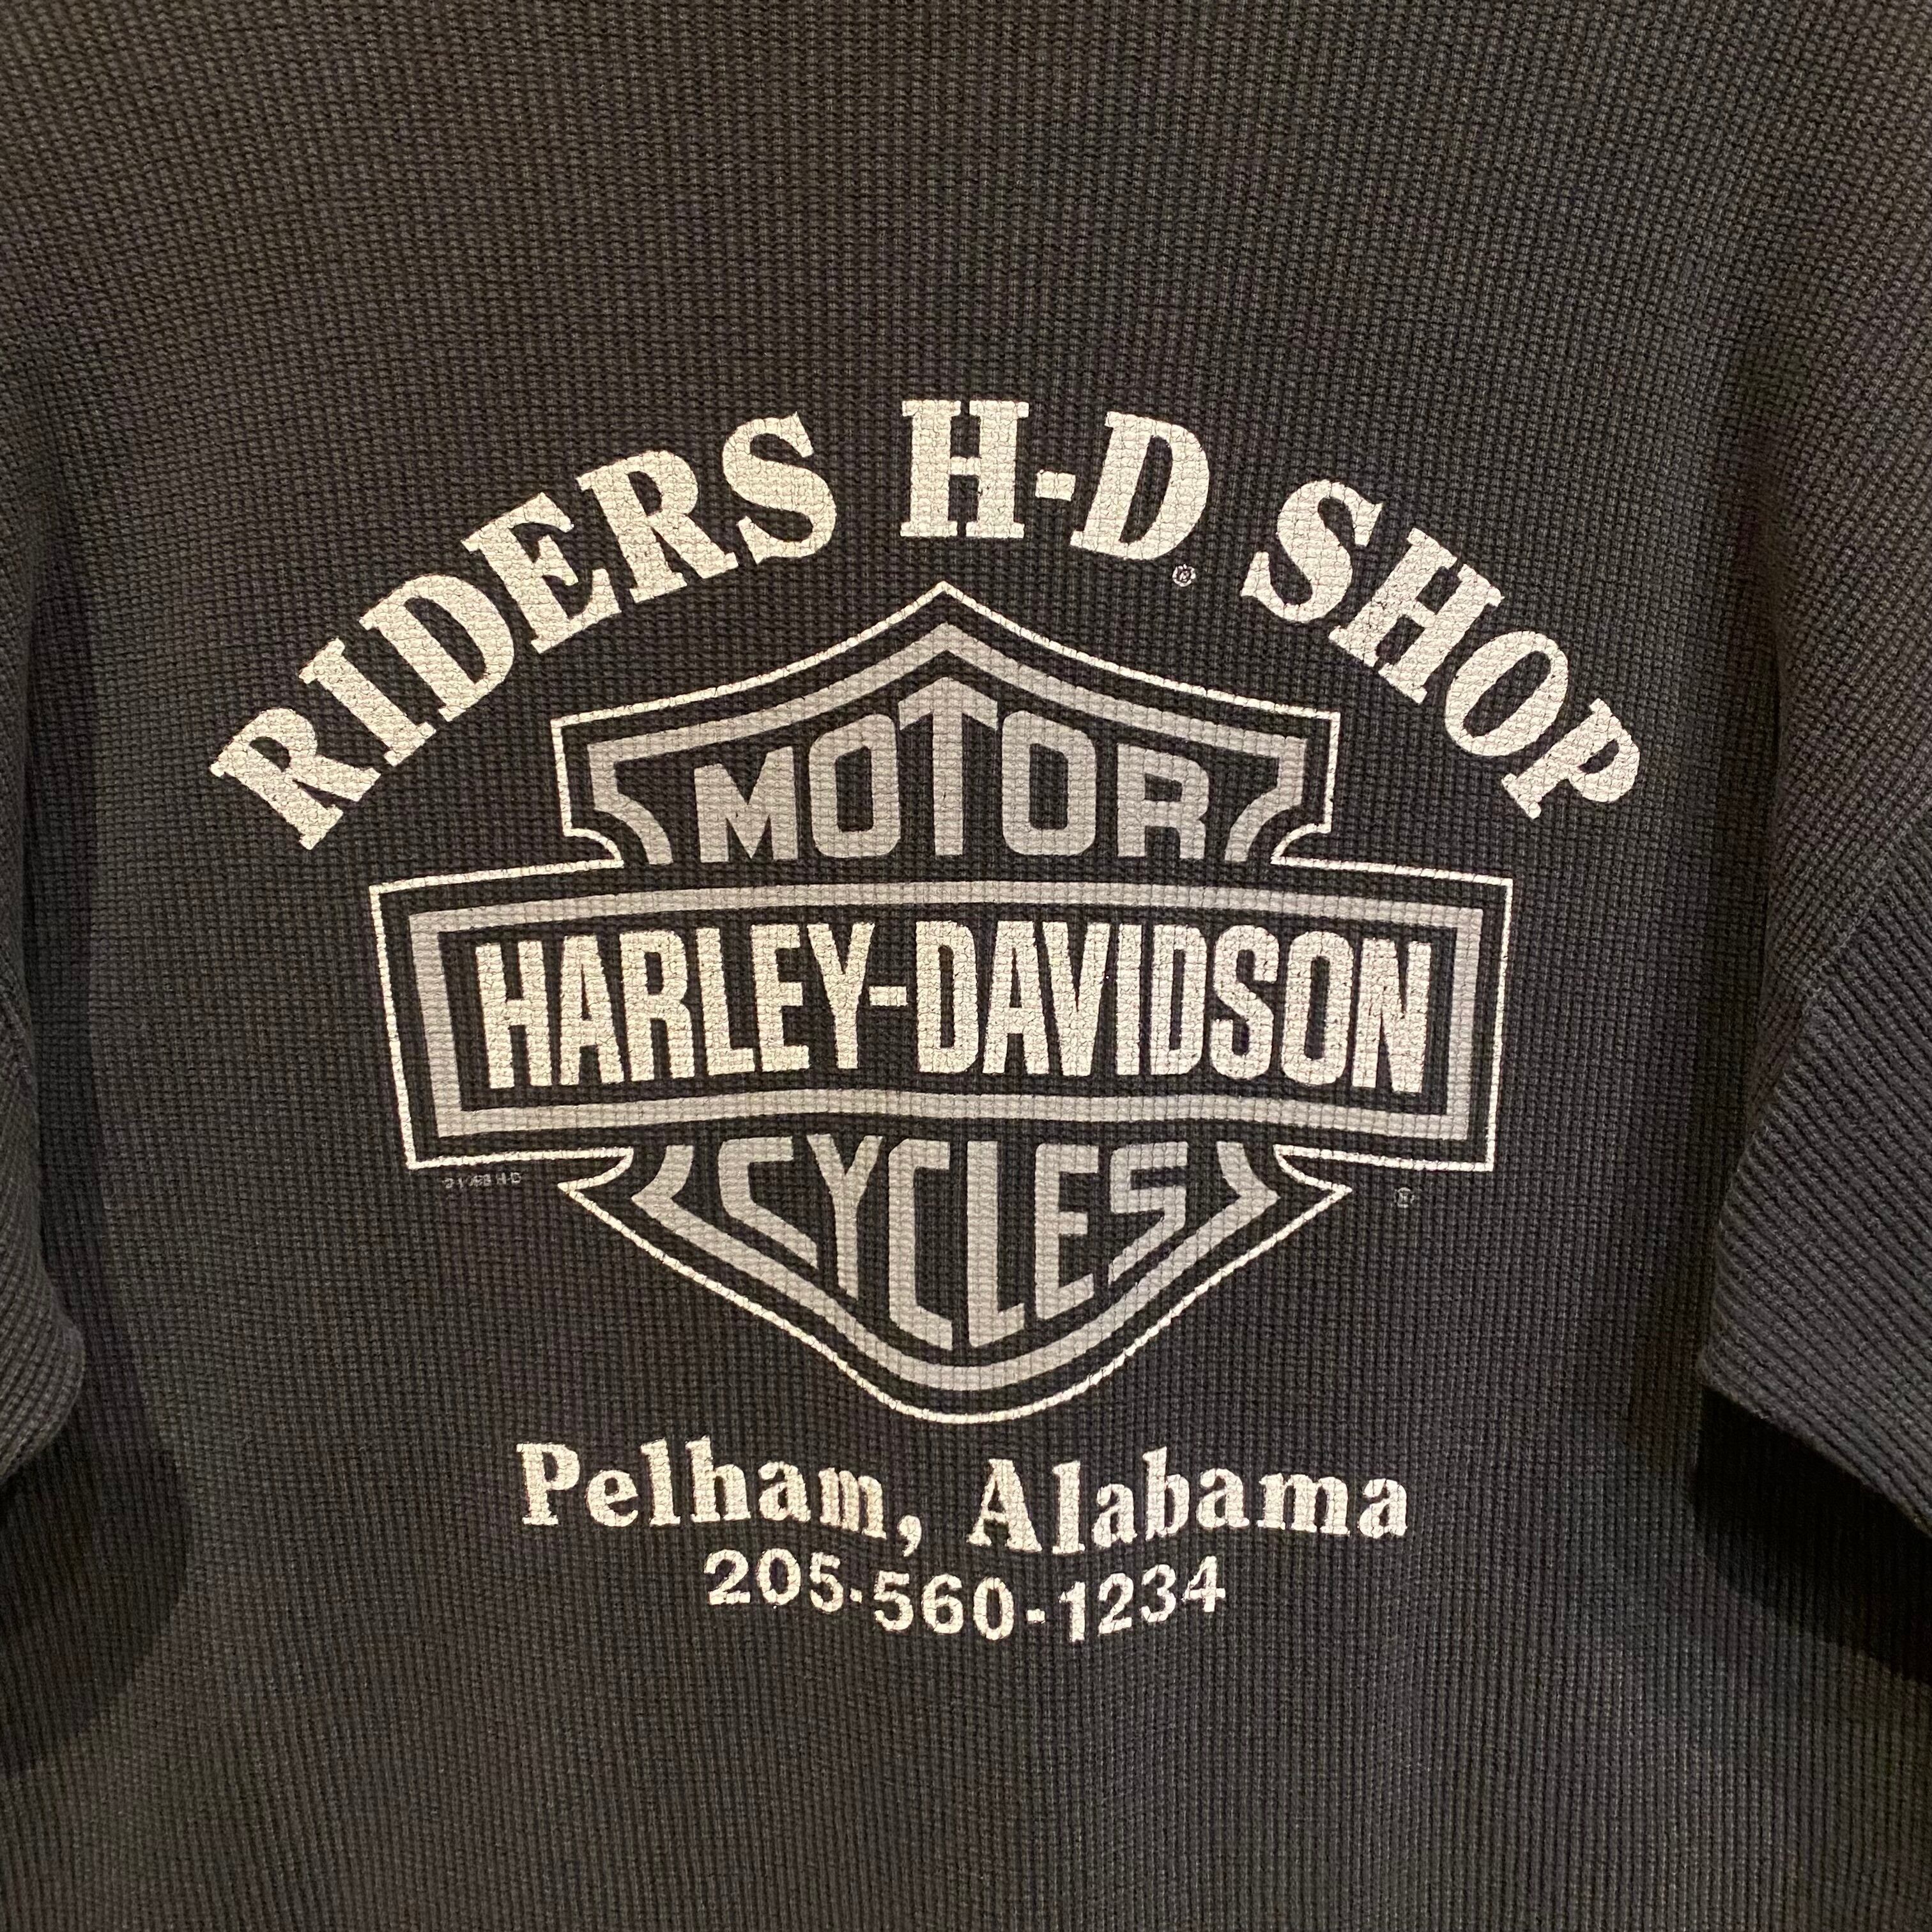 RIDERS H-D® SHOP
MOTOR
HARLEY-DAVIDSON
CYCLES
H-D
®
Pelham, Alabama
205-560-1234